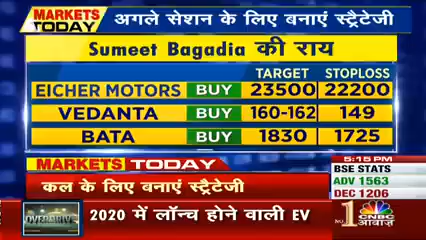 MARKETS
TODAY
अगले सेशन के लिए बनाएं स्ट्रैटेजी
Sumeet Bagadia की राय
TARGET STOPLOSS
EICHER MOTORS BUY 23500 22200
VEDANTA BUY 160-162 149
BATA BUY 1830 1725
MARKETS TODAY
5:15 PM
कल के लिए बनाएं स्ट्रैटेजी
BSE STATS
ADV 1563
DEC 1206
OVERDRIVE
2020 में लॉन्च होने वाली EV
1 CNBC
आवाज़